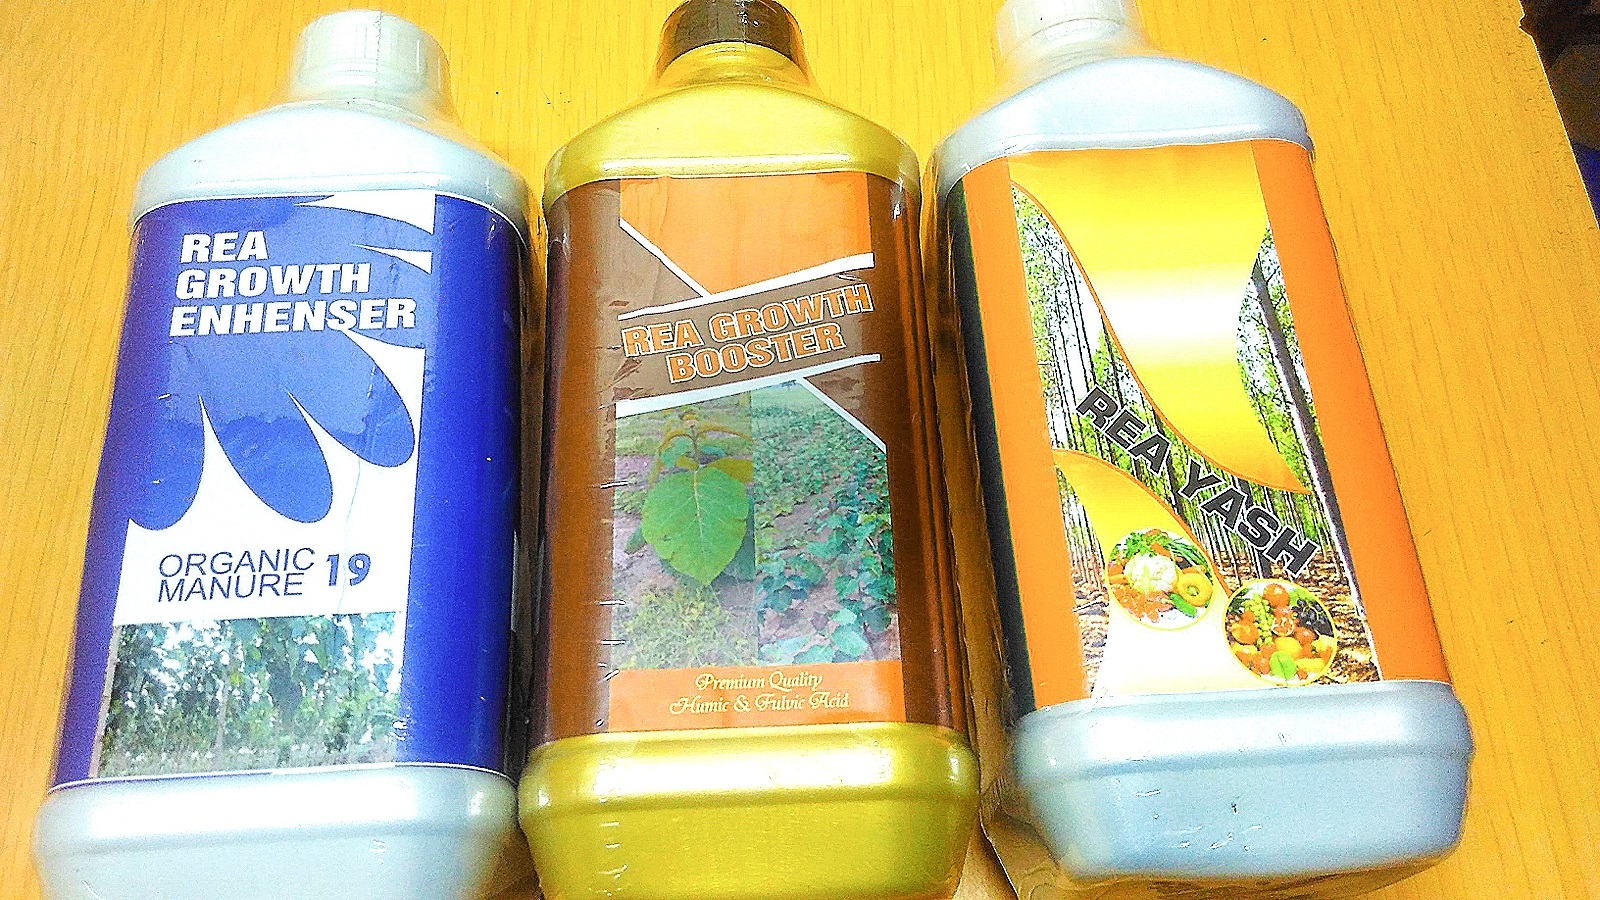 REA
GROWTH
ENHENSER
ORGANIC
MANURE 19
REA GROWTH
BOOSTER
Premium Quality
Humic & Fulvic Acid
REA YASH